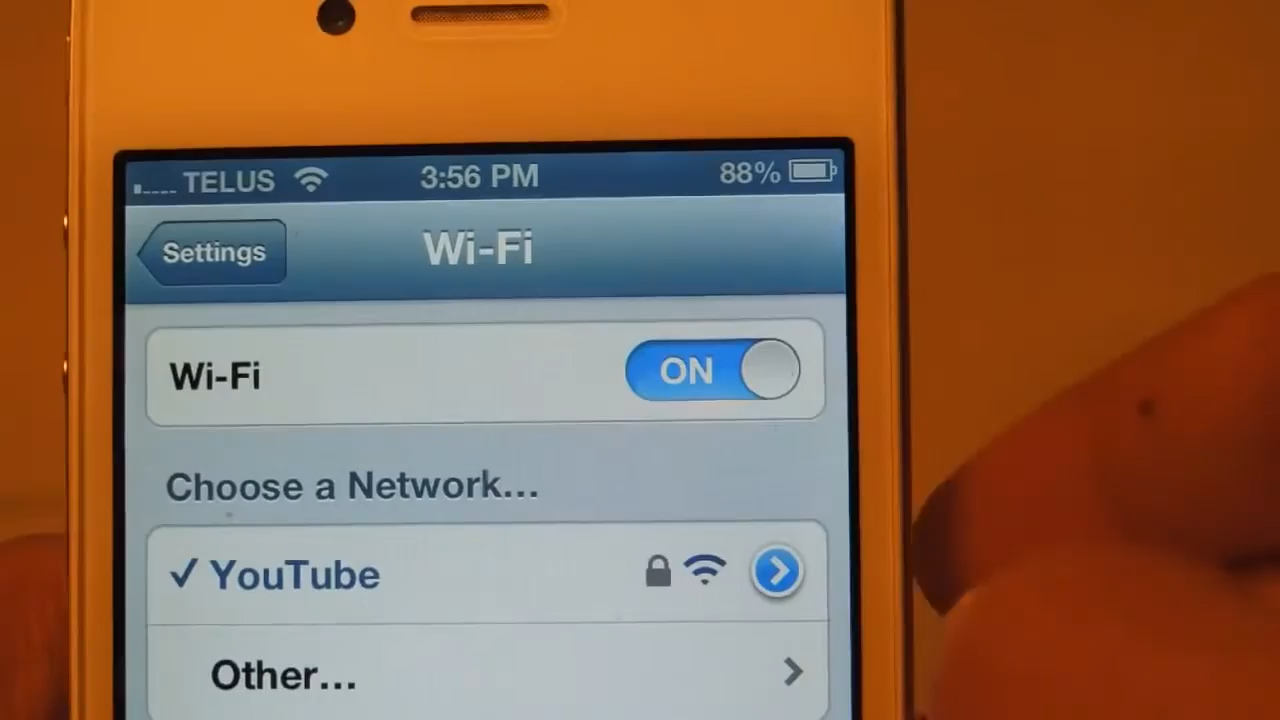 TELUS 3:56 PM 88%
Settings Wi-Fi
Wi-Fi ON
Choose a Network...
✓ YouTube
Other...